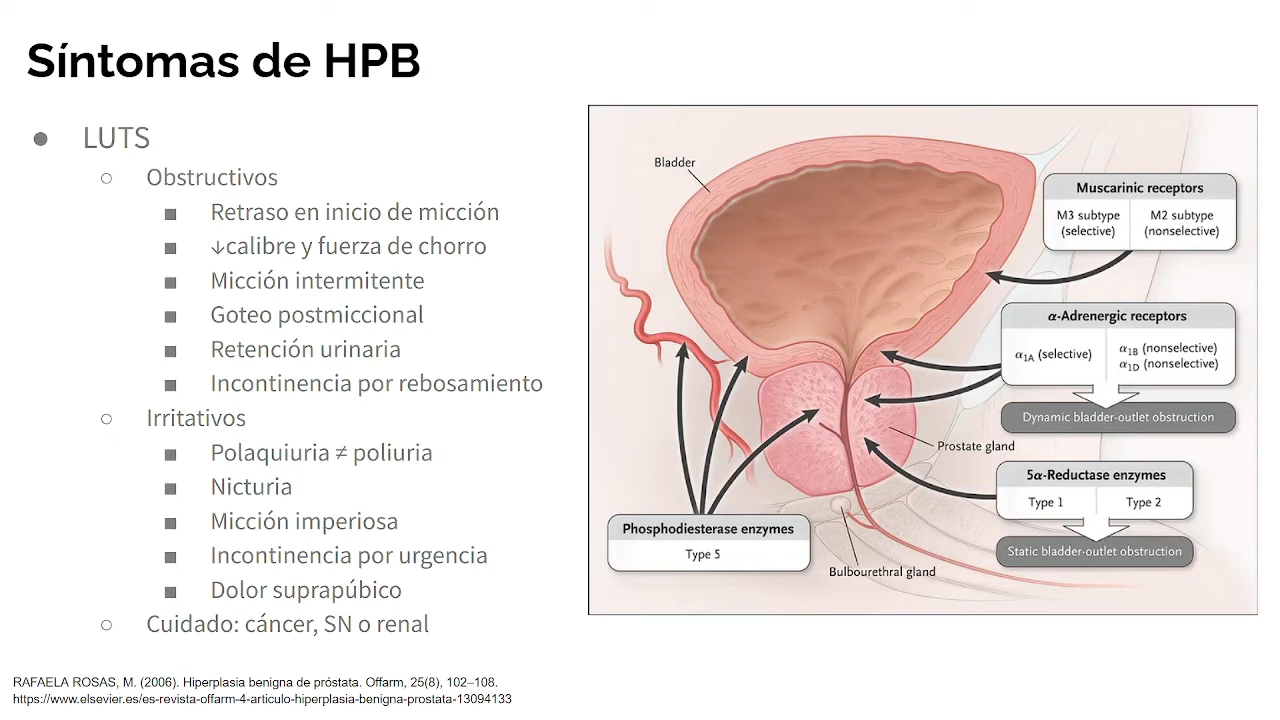 Síntomas de HPB
● LUTS
○ Obstructivos
■ Retraso en inicio de micción
■ ↓calibre y fuerza de chorro
■ Micción intermitente
■ Goteo postmiccional
■ Retención urinaria
■ Incontinencia por rebosamiento
○ Irritativos
■ Polaquiuria ≠ poliuria
■ Nicturia
■ Micción imperiosa
■ Incontinencia por urgencia
■ Dolor suprapúbico
○ Cuidado: cáncer, SN o renal
Bladder
Muscarinic receptors
M3 subtype
(selective)
M2 subtype
(nonselective)
α-Adrenergic receptors
α1A (selective)
α1B (nonselective)
α1D (nonselective)
Dynamic bladder-outlet obstruction
Prostate gland
5α-Reductase enzymes
Type 1
Type 2
Static bladder-outlet obstruction
Phosphodiesterase enzymes
Type 5
Bulbourethral gland
RAFAELA ROSAS, M. (2006). Hiperplasia benigna de próstata. Offarm, 25(8), 102–108.
https://www.elsevier.es/es-revista-offarm-4-articulo-hiperplasia-benigna-prostata-13094133